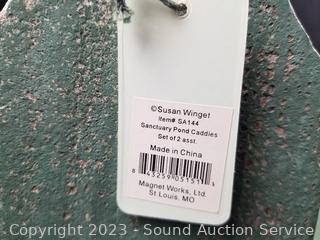 ©Susan Winget
Item# SA144
Sanctuary Pond Caddies
Set of 2 asst.
Made in China
Magnet Works, Ltd.
St Louis, MO
Copyright 2023 - Sound Auction Service